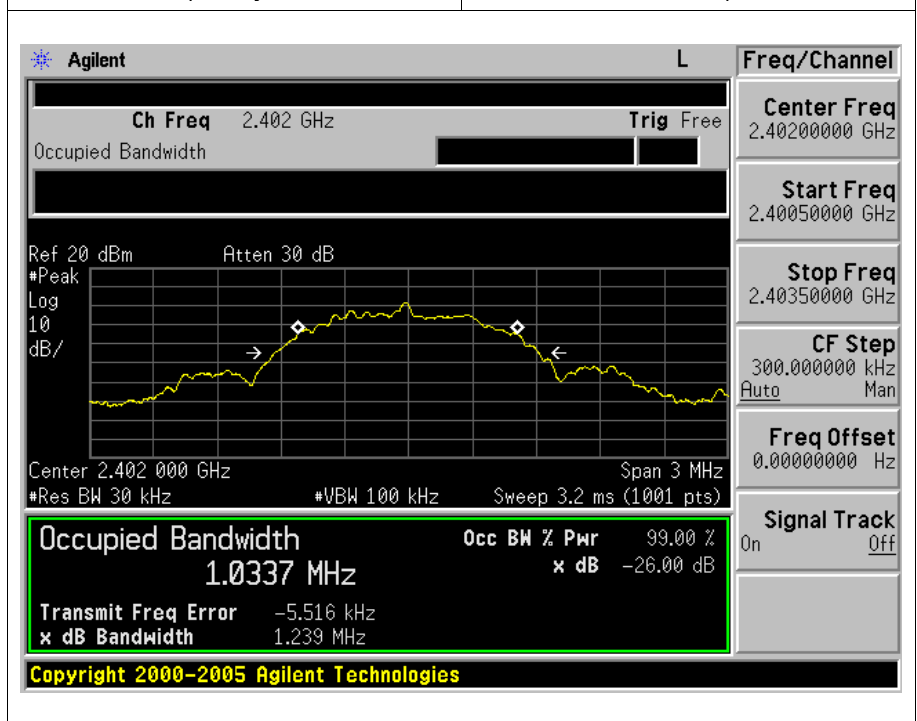 Agilent L
Freq/Channel
Ch Freq 2.402 GHz Trig Free
Occupied Bandwidth
Center Freq
2.40200000 GHz
Start Freq
2.40050000 GHz
Stop Freq
2.40350000 GHz
CF Step
300.000000 kHz
Auto Man
Freq Offset
0.00000000 Hz
Signal Track
On Off
Ref 20 dBm Atten 30 dB
#Peak
Log
10
dB/
Center 2.402 000 GHz Span 3 MHz
#Res BW 30 kHz #VBW 100 kHz Sweep 3.2 ms (1001 pts)
Occupied Bandwidth
1.0337 MHz
Occ BW % Pwr 99.00 %
x dB -26.00 dB
Transmit Freq Error -5.516 kHz
x dB Bandwidth 1.239 MHz
Copyright 2000-2005 Agilent Technologies